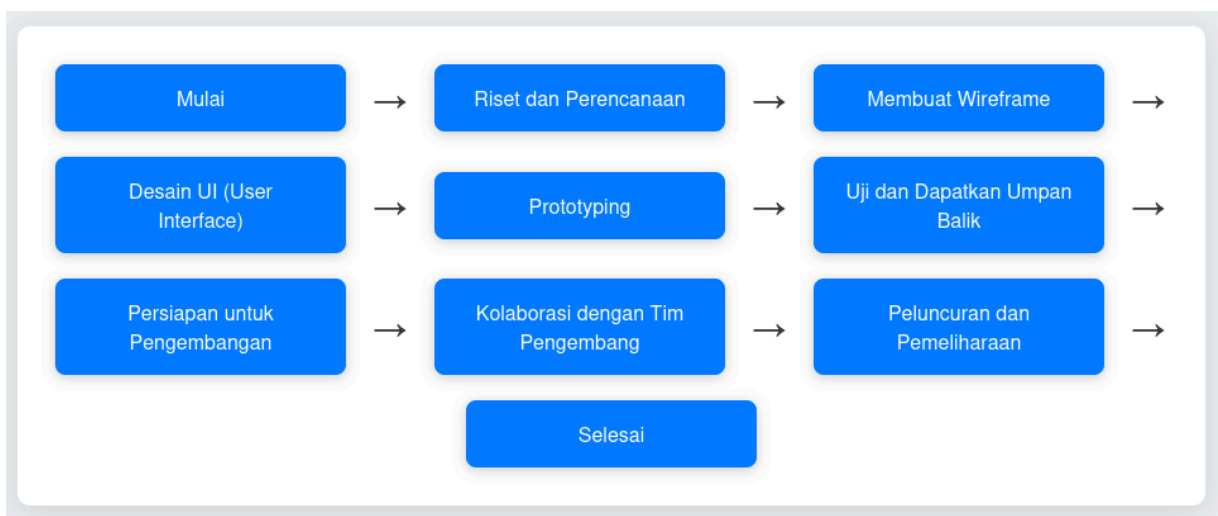 Mulai → Riset dan Perencanaan → Membuat Wireframe →
Desain UI (User
Interface) → Prototyping → Uji dan Dapatkan Umpan
Balik →
Persiapan untuk
Pengembangan → Kolaborasi dengan Tim
Pengembang → Peluncuran dan
Pemeliharaan →
Selesai